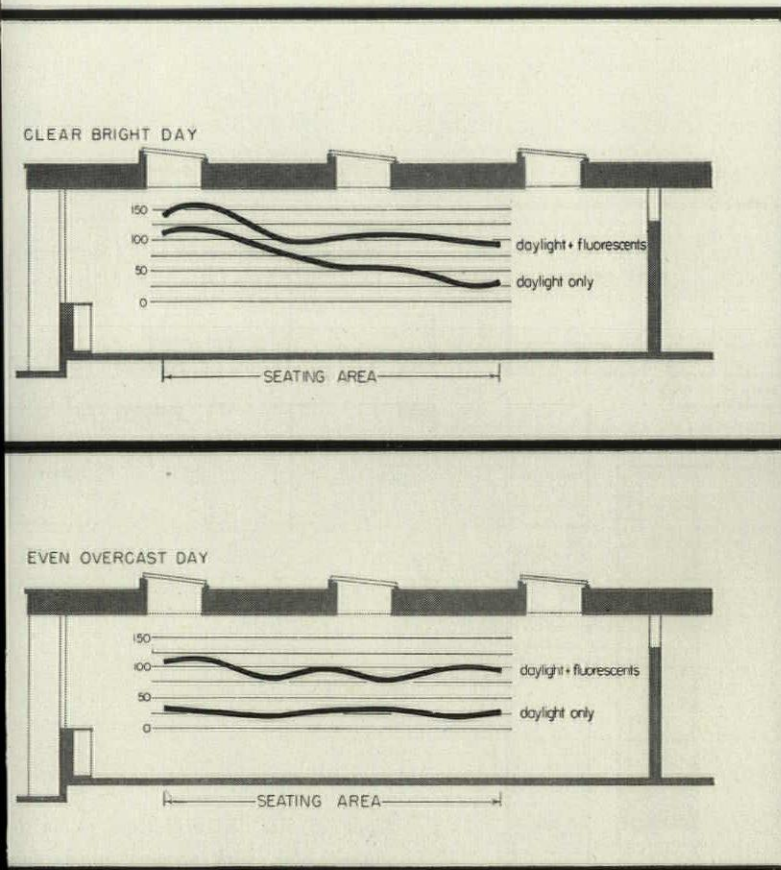 CLEAR BRIGHT DAY
150
100
daylight + fluorescents
50
daylight only
0
SEATING AREA
EVEN OVERCAST DAY
150
100
daylight + fluorescents
50
daylight only
0
SEATING AREA